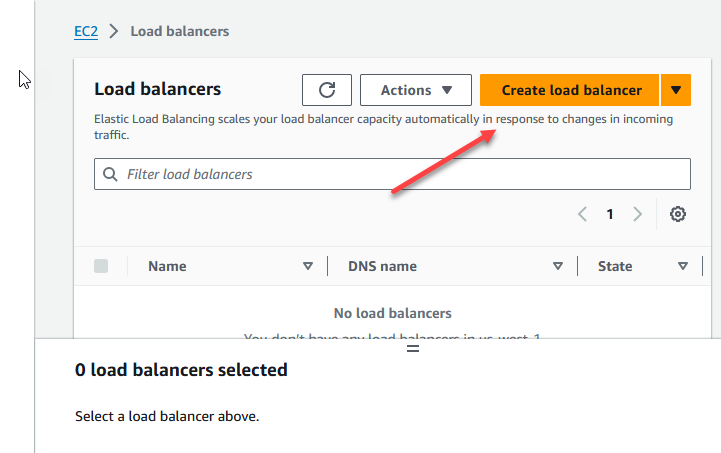 EC2 > Load balancers
Load balancers
Actions
Create load balancer
Elastic Load Balancing scales your load balancer capacity automatically in response to changes in incoming
traffic.
Filter load balancers
1
Name
DNS name
State
No load balancers
You don't have any load balancers in us-west-1
0 load balancers selected
Select a load balancer above.